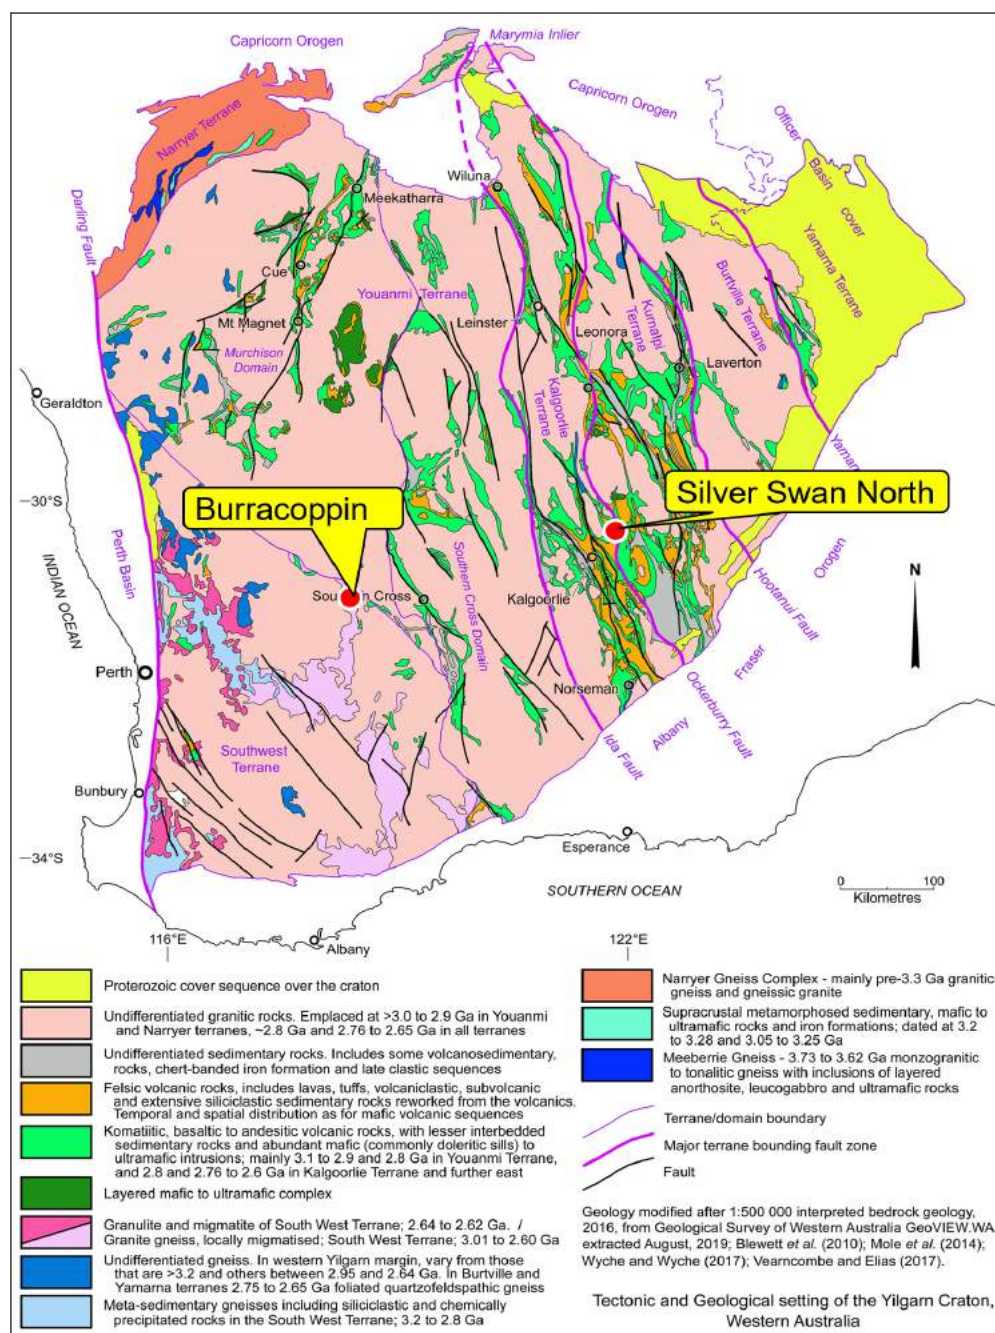 Capricorn Orogen
Marymia Inlier
Capricorn Orogen
Officer
Basin
cover
Narryer Terrane
Darling Fault
Wiluna
Meekatharra
Yamarna Terrane
Burtville Terrane
Cue
Youanmi Terrane
Kurnalpi
Terrane
Mt Magnet
Leinster
Leonora
Murchison
Domain
Laverton
Geraldton
Kalgoorlie
Terrane
Yamar
−30°S
Burracoppin
Silver Swan North
Perth Basin
INDIAN OCEAN
Southern Cross Domain
Orogen
N
Sou n Cross
Kalgoorlie
Hootanui Fault
Fraser
Perth
Norseman
Ockerburry Fault
Albany
Ida Fault
Southwest
Terrane
Bunbury
Esperance
−34°S
SOUTHERN OCEAN
0 100
Kilometres
116°E
Albany
122°E
Proterozoic cover sequence over the craton
Undifferentiated granitic rocks. Emplaced at >3.0 to 2.9 Ga in Youanmi
and Narryer terranes, ~2.8 Ga and 2.76 to 2.65 Ga in all terranes
Undifferentiated sedimentary rocks. Includes some volcanosedimentary,
rocks, chert-banded iron formation and late clastic sequences
Felsic volcanic rocks, includes lavas, tuffs, volcaniclastic, subvolcanic
and extensive siliciclastic sedimentary rocks reworked from the volcanics.
Temporal and spatial distribution as for mafic volcanic sequences
Komatiitic, basaltic to andesitic volcanic rocks, with lesser interbedded
sedimentary rocks and abundant mafic (commonly doleritic sills) to
ultramafic intrusions; mainly 3.1 to 2.9 and 2.8 Ga in Youanmi Terrane,
and 2.8 and 2.76 to 2.6 Ga in Kalgoorlie Terrane and further east
Layered mafic to ultramafic complex
Granulite and migmatite of South West Terrane; 2.64 to 2.62 Ga. /
Granite gneiss, locally migmatised; South West Terrane; 3.01 to 2.60 Ga
Undifferentiated gneiss. In western Yilgarn margin, vary from those
that are >3.2 and others between 2.95 and 2.64 Ga. In Burtville and
Yamarna terranes 2.75 to 2.65 Ga foliated quartzofeldspathic gneiss
Meta-sedimentary gneisses including siliciclastic and chemically
precipitated rocks in the South West Terrane; 3.2 to 2.8 Ga
Narryer Gneiss Complex - mainly pre-3.3 Ga granitic
gneiss and gneissic granite
Supracrustal metamorphosed sedimentary, mafic to
ultramafic rocks and iron formations; dated at 3.2
to 3.28 and 3.05 to 3.25 Ga
Meeberrie Gneiss - 3.73 to 3.62 Ga monzogranitic
to tonalitic gneiss with inclusions of layered
anorthosite, leucogabbro and ultramafic rocks
Terrane/domain boundary
Major terrane bounding fault zone
Fault
Geology modified after 1:500 000 interpreted bedrock geology,
2016, from Geological Survey of Western Australia GeoVIEW.WA
extracted August, 2019; Blewett et al. (2010); Mole et al. (2014);
Wyche and Wyche (2017); Vearncombe and Elias (2017).
Tectonic and Geological setting of the Yilgarn Craton,
Western Australia